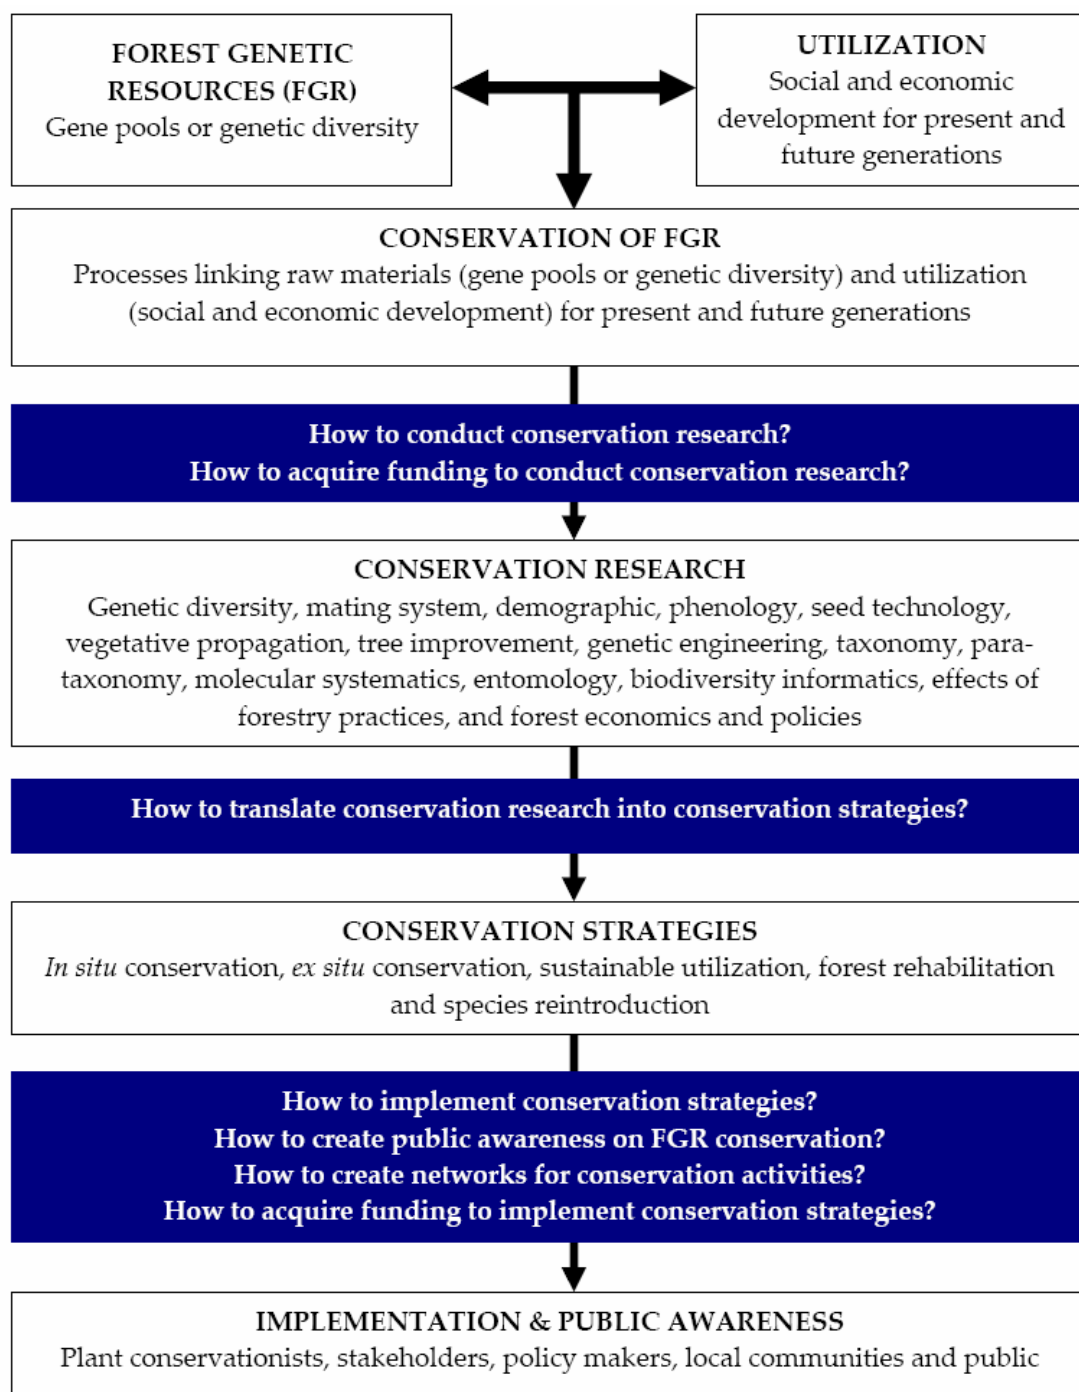 FOREST GENETIC
RESOURCES (FGR)
Gene pools or genetic diversity
UTILIZATION
Social and economic
development for present and
future generations
CONSERVATION OF FGR
Processes linking raw materials (gene pools or genetic diversity) and utilization
(social and economic development) for present and future generations
How to conduct conservation research?
How to acquire funding to conduct conservation research?
CONSERVATION RESEARCH
Genetic diversity, mating system, demographic, phenology, seed technology,
vegetative propagation, tree improvement, genetic engineering, taxonomy, para-
taxonomy, molecular systematics, entomology, biodiversity informatics, effects of
forestry practices, and forest economics and policies
How to translate conservation research into conservation strategies?
CONSERVATION STRATEGIES
In situ conservation, ex situ conservation, sustainable utilization, forest rehabilitation
and species reintroduction
How to implement conservation strategies?
How to create public awareness on FGR conservation?
How to create networks for conservation activities?
How to acquire funding to implement conservation strategies?
IMPLEMENTATION & PUBLIC AWARENESS
Plant conservationists, stakeholders, policy makers, local communities and public